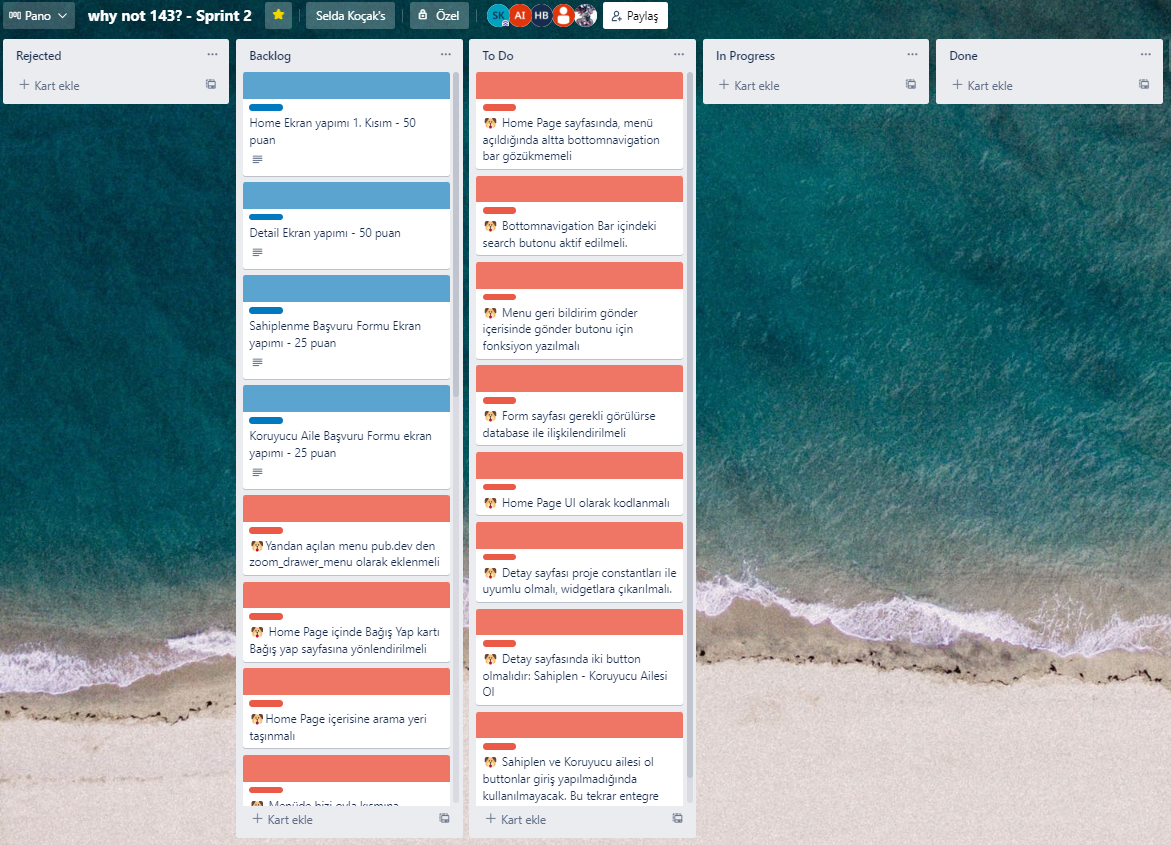 Pano
why not 143? - Sprint 2
Selda Koçak's
Özel
SK
AI
HB
Paylaş
Rejected
Kart ekle
Backlog
Home Ekran yapımı 1. Kısım - 50
puan
Detail Ekran yapımı - 50 puan
Sahiplenme Başvuru Formu Ekran
yapımı - 25 puan
Koruyucu Aile Başvuru Formu ekran
yapımı - 25 puan
Yandan açılan menu pub.dev den
zoom_drawer_menu olarak eklenmeli
Home Page içinde Bağış Yap kartı
Bağış yap sayfasına yönlendirilmeli
Home Page içerisine arama yeri
taşınmalı
Menüde bizi oyla kısmına
Kart ekle
To Do
Home Page sayfasında, menü
açıldığında altta bottomnavigation
bar gözükmemeli
Bottomnavigation Bar içindeki
search butonu aktif edilmeli.
Menu geri bildirim gönder
içerisinde gönder butonu için
fonksiyon yazılmalı
Form sayfası gerekli görülürse
database ile ilişkilendirilmeli
Home Page UI olarak kodlanmalı
Detay sayfası proje constantları ile
uyumlu olmalı, widgetlara çıkarılmalı.
Detay sayfasında iki button
olmalıdır: Sahiplen - Koruyucu Ailesi
Ol
Sahiplen ve Koruyucu ailesi ol
buttonlar giriş yapılmadığında
kullanılmayacak. Bu tekrar entegre
Kart ekle
In Progress
Kart ekle
Done
Kart ekle